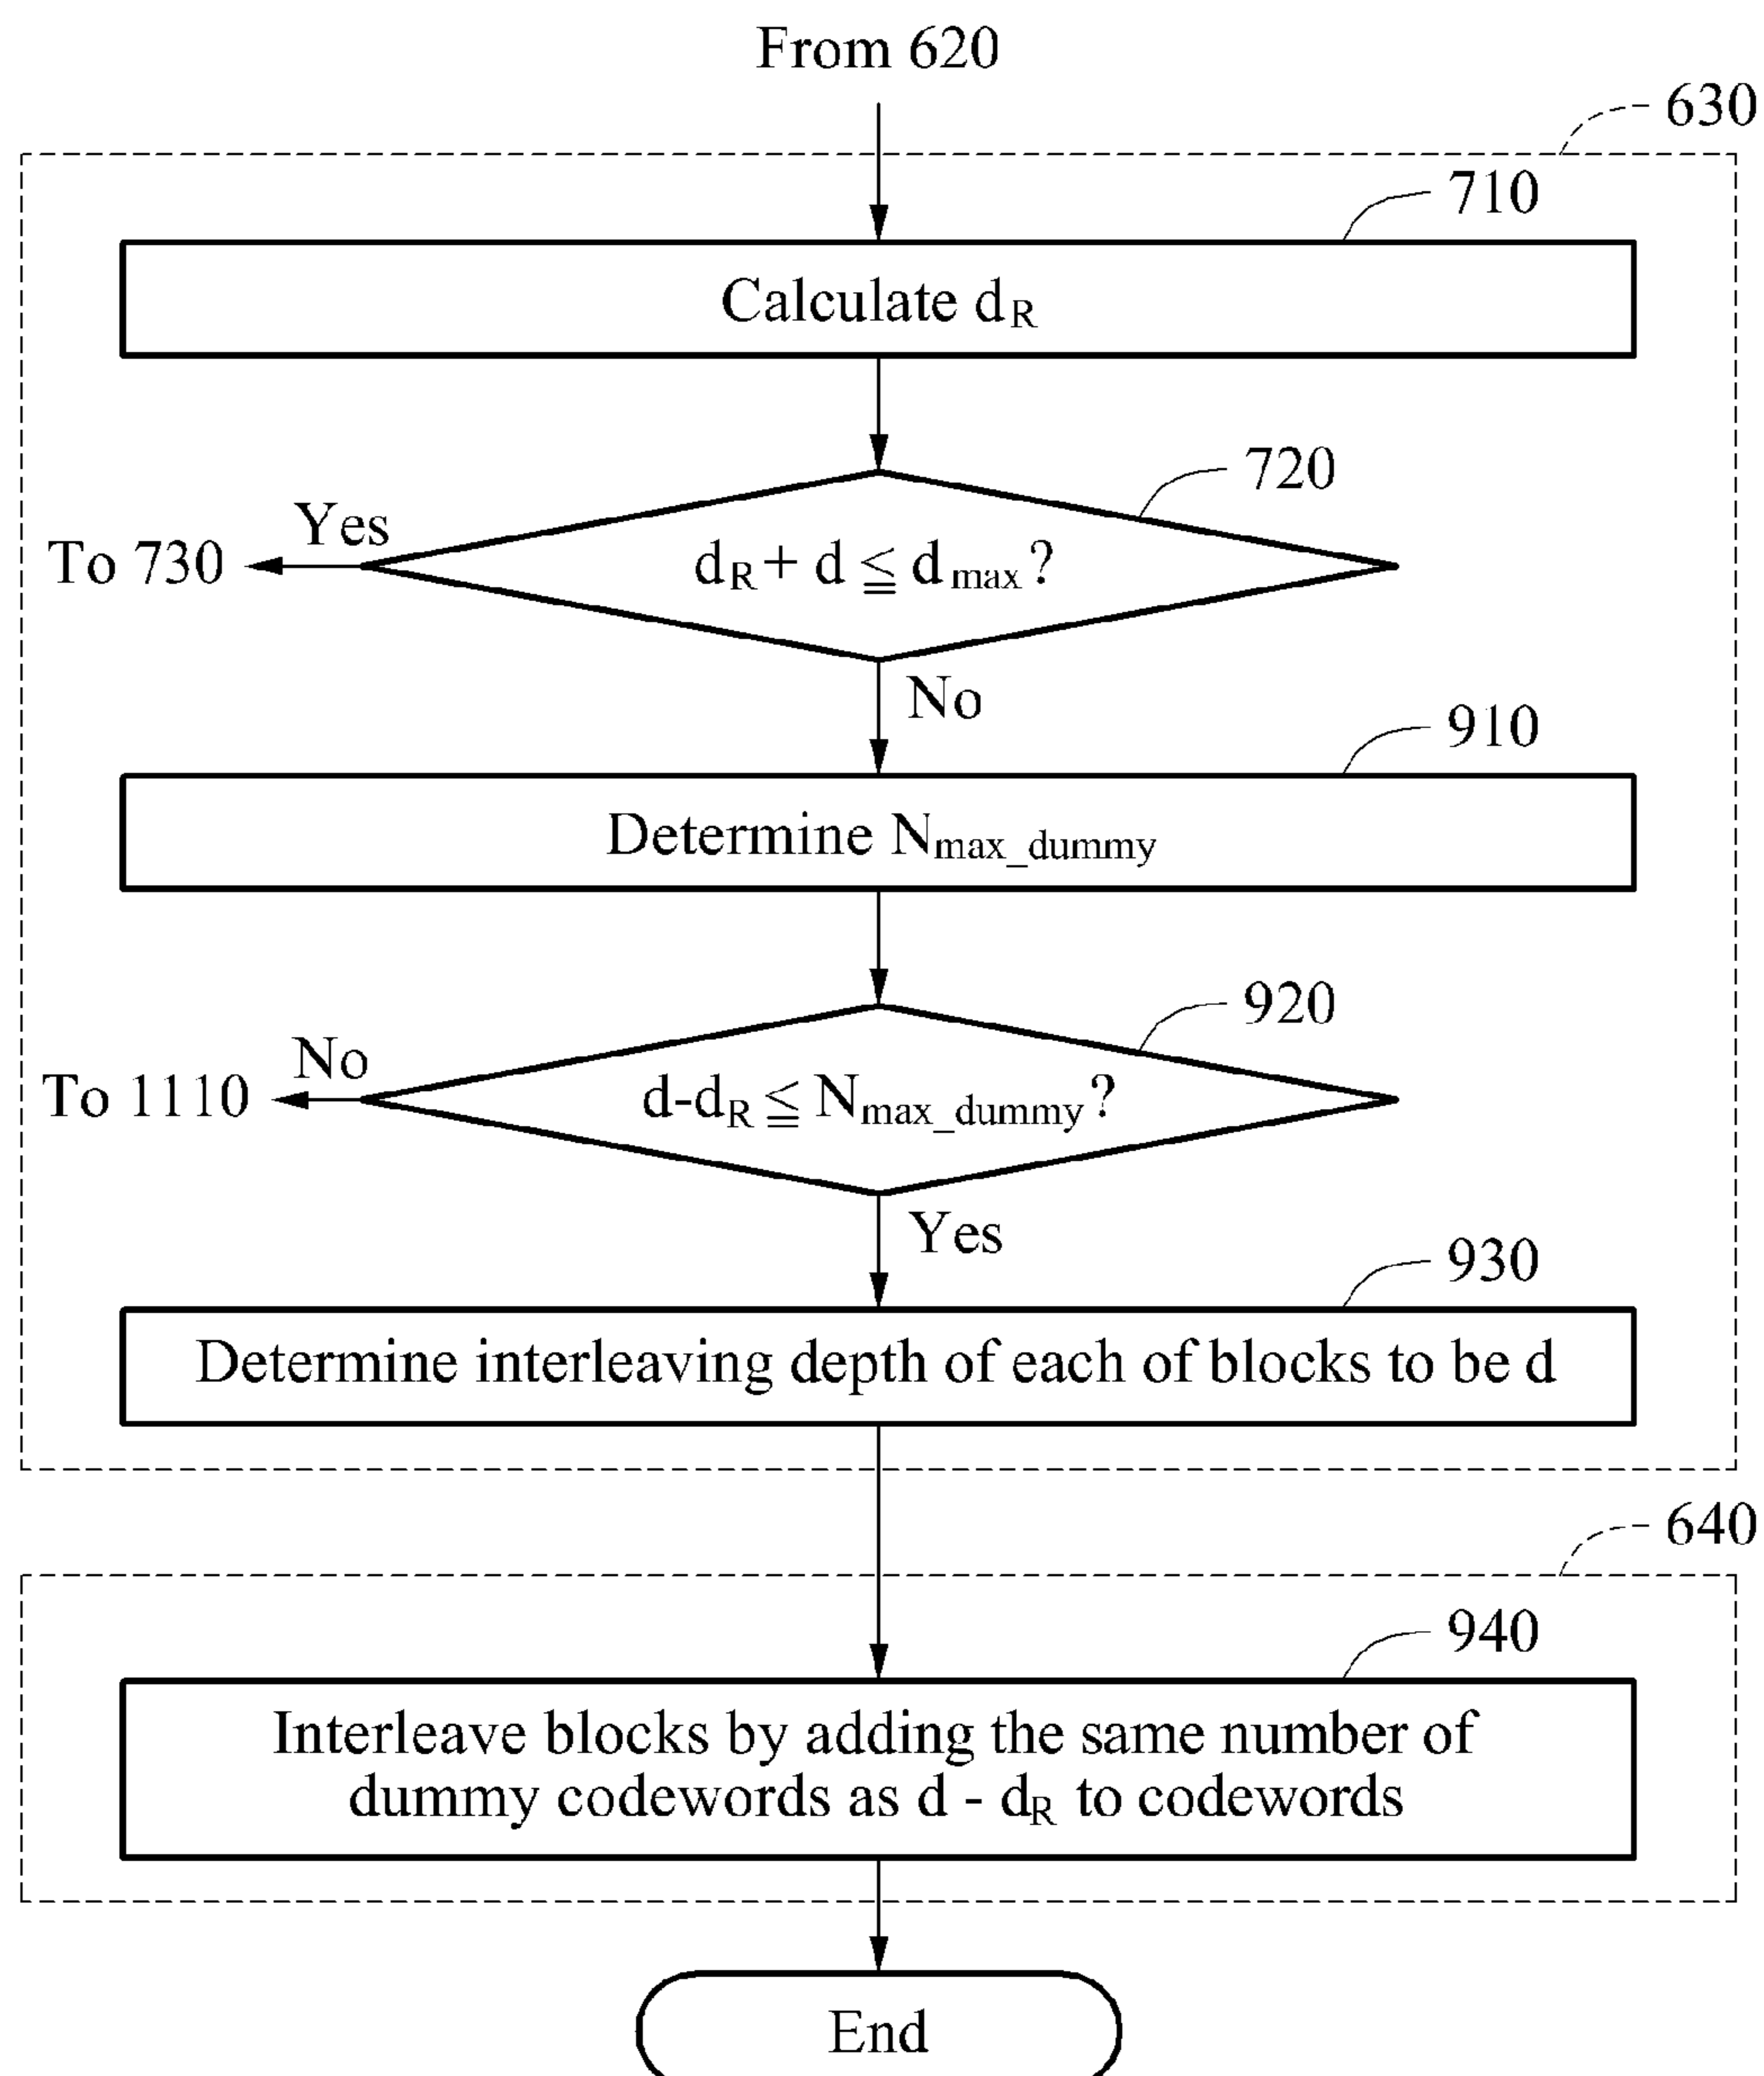 From 620
630
710
Calculate dR
720
Yes
To 730
dR + d ≦ dmax ?
No
910
Determine Nmax_dummy
920
No
To 1110
d-dR ≦ Nmax_dummy ?
Yes
930
Determine interleaving depth of each of blocks to be d
640
940
Interleave blocks by adding the same number of
dummy codewords as d - dR to codewords
End